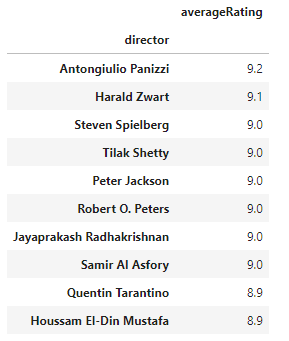 averageRating
director
Antongiulio Panizzi 9.2
Harald Zwart 9.1
Steven Spielberg 9.0
Tilak Shetty 9.0
Peter Jackson 9.0
Robert O. Peters 9.0
Jayaprakash Radhakrishnan 9.0
Samir Al Asfory 9.0
Quentin Tarantino 8.9
Houssam El-Din Mustafa 8.9